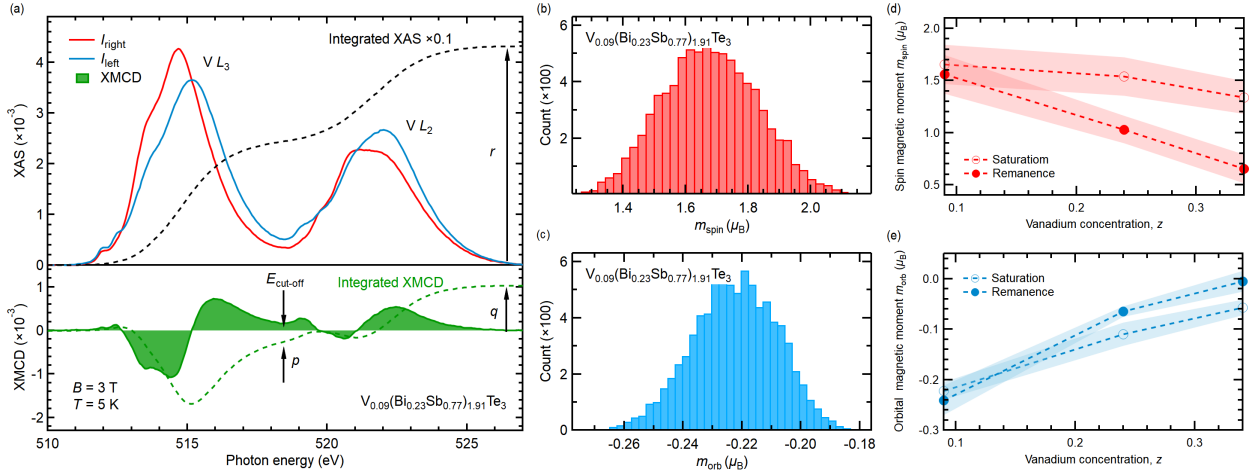 (a)
I_right
I_left
XMCD
Integrated XAS ×0.1
V L₃
V L₂
r
XAS (×10⁻³)
4
3
2
1
0
Integrated XMCD
E_cut-off
p
q
B = 3 T
T = 5 K
V₀.₀₉(Bi₀.₂₃Sb₀.₇₇)₁.₉₁Te₃
XMCD (×10⁻³)
1
0
-1
-2
510
515
520
525
Photon energy (eV)
(b)
V₀.₀₉(Bi₀.₂₃Sb₀.₇₇)₁.₉₁Te₃
Count (×100)
6
4
2
0
1.4
1.6
1.8
2.0
m_spin (μ_B)
(c)
V₀.₀₉(Bi₀.₂₃Sb₀.₇₇)₁.₉₁Te₃
Count (×100)
6
4
2
0
-0.26
-0.24
-0.22
-0.20
-0.18
m_orb (μ_B)
(d)
Spin magnetic moment m_spin (μ_B)
2.0
1.5
1.0
0.5
Saturation
Remanence
0.1
0.2
0.3
Vanadium concentration, z
(e)
Orbital magnetic moment m_orb (μ_B)
0.0
-0.1
-0.2
-0.3
Saturation
Remanence
0.1
0.2
0.3
Vanadium concentration, z